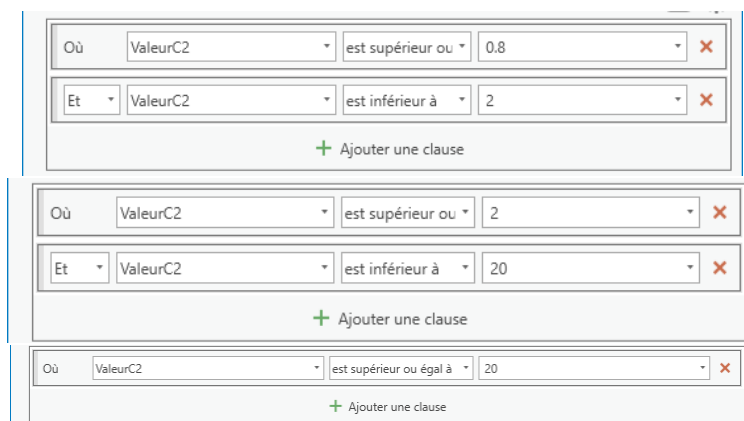 Où ValeurC2 est supérieur ou 0.8
Et ValeurC2 est inférieur à 2
Ajouter une clause
Où ValeurC2 est supérieur ou 2
Et ValeurC2 est inférieur à 20
Ajouter une clause
Où ValeurC2 est supérieur ou égal à 20
Ajouter une clause